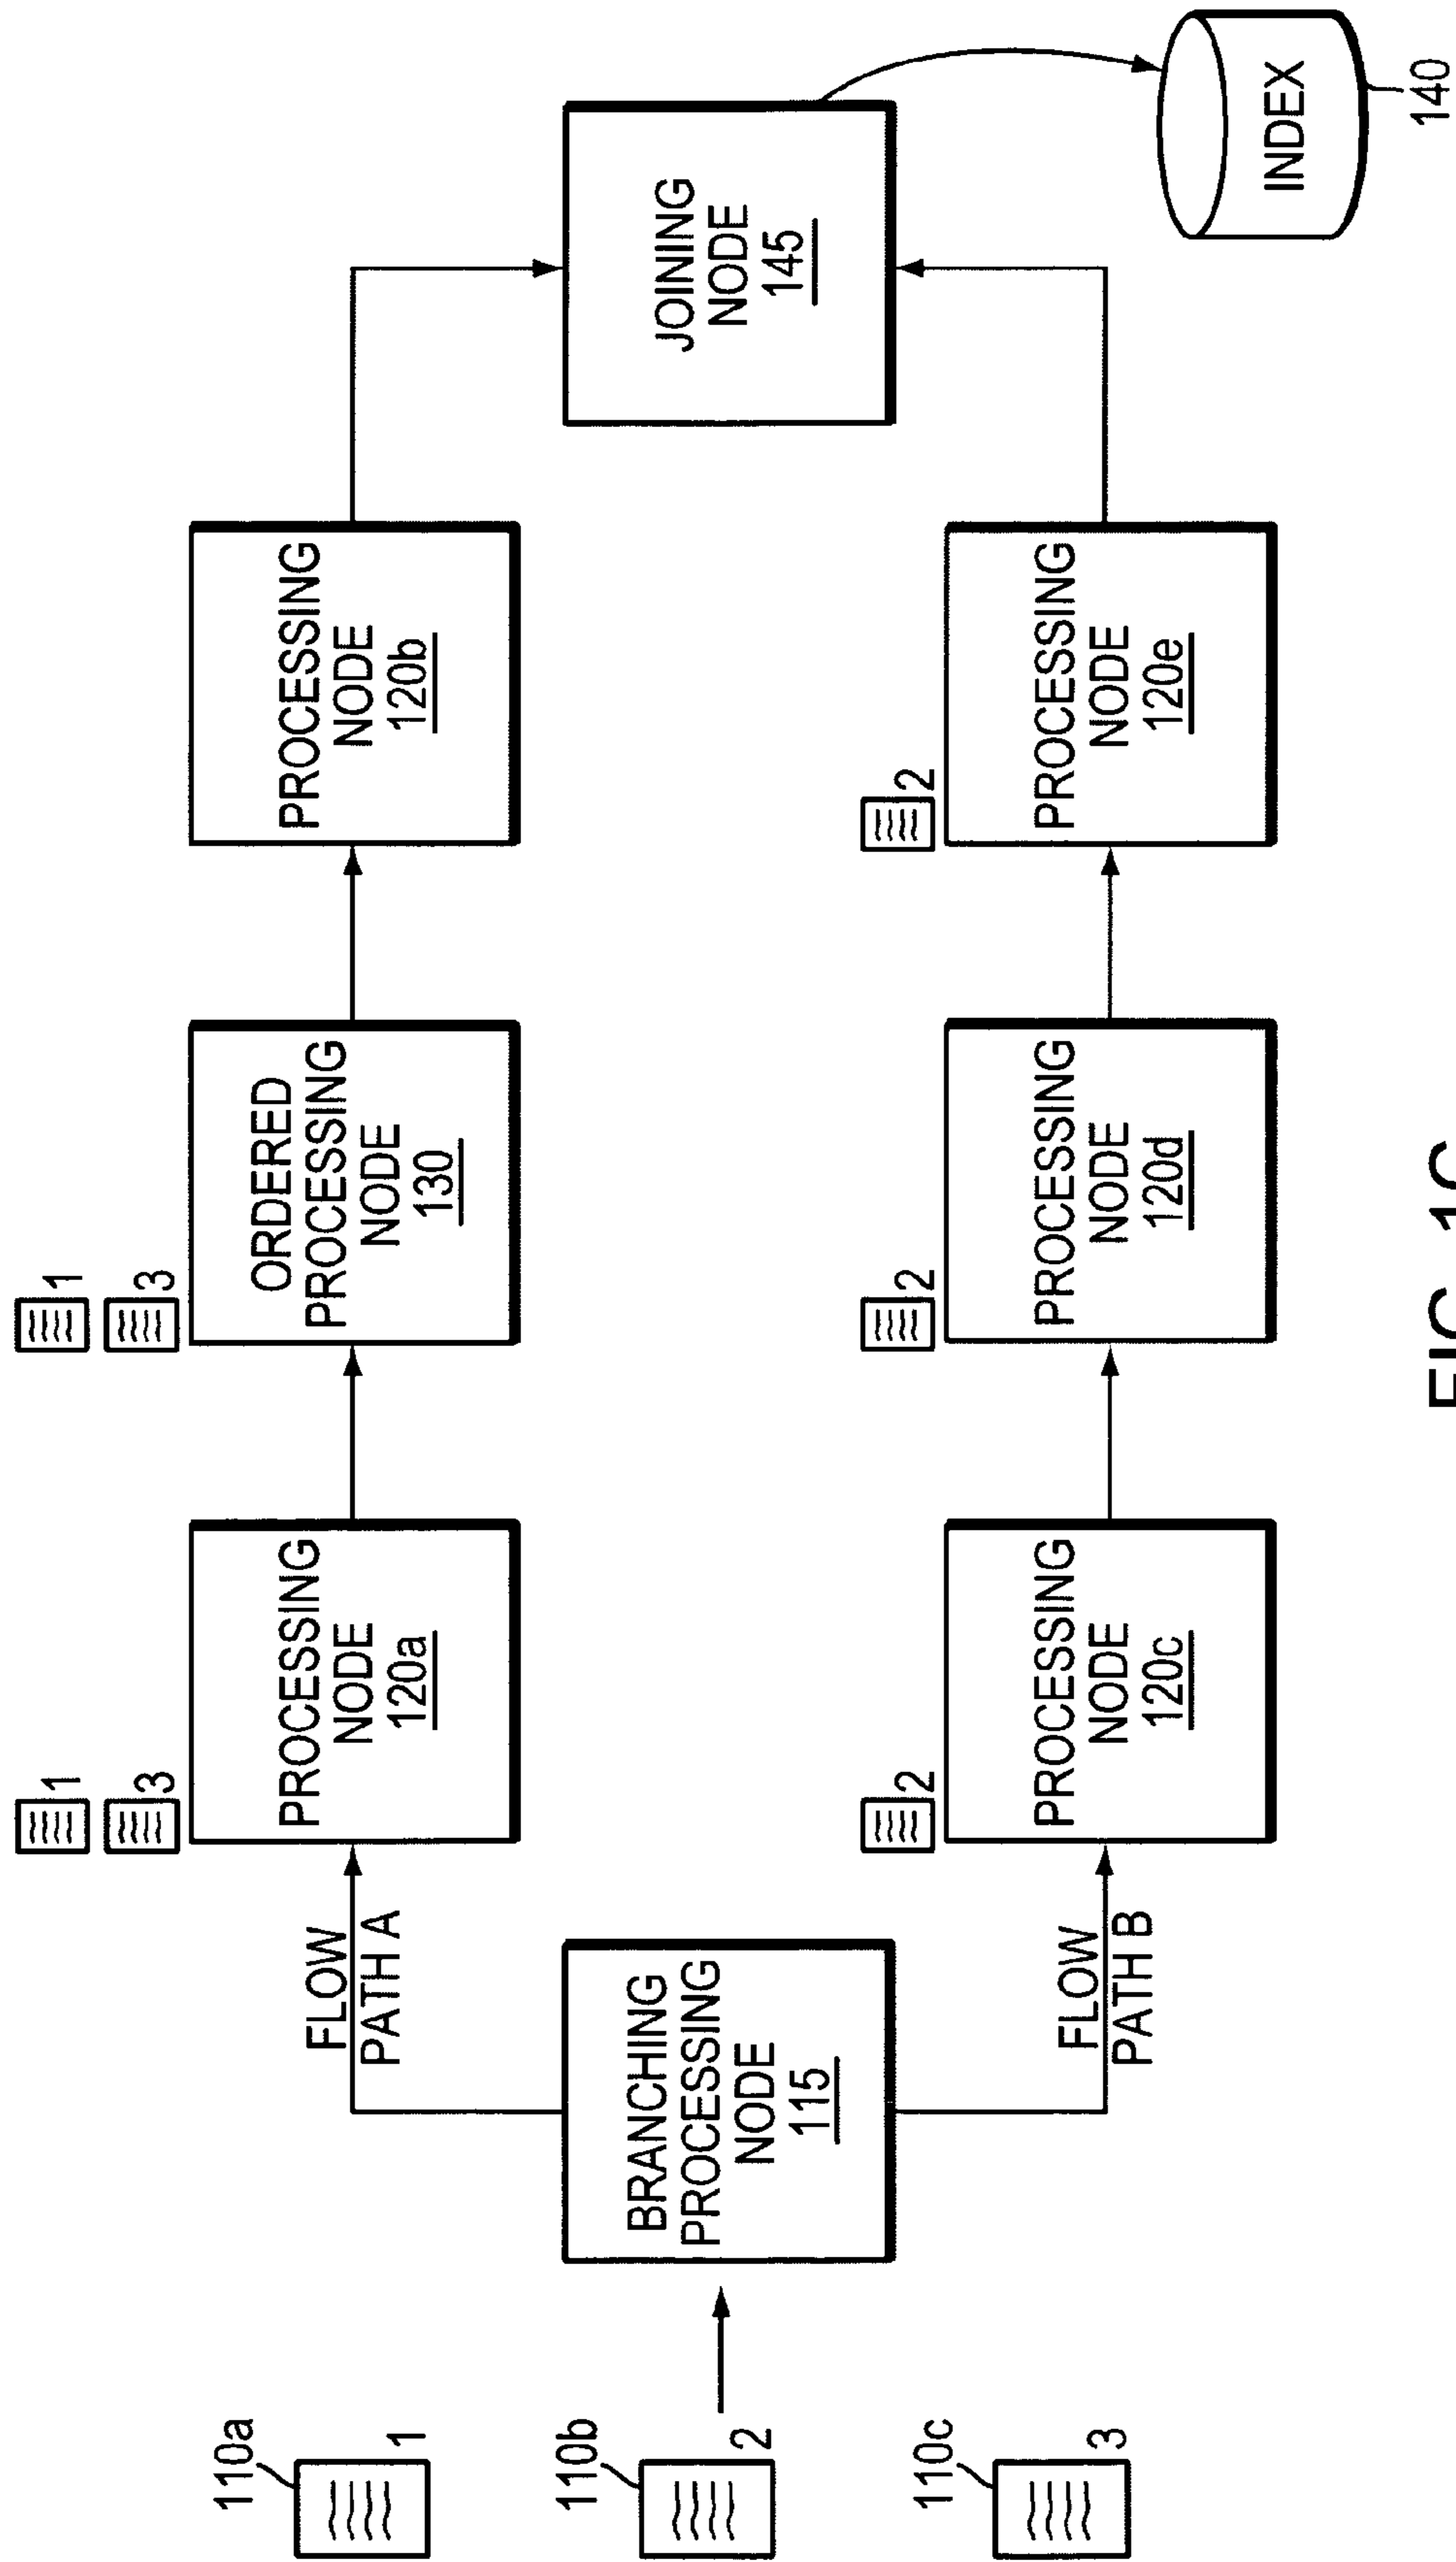 110a
1
110b
2
110c
3
BRANCHING
PROCESSING
NODE
115
FLOW
PATH A
FLOW
PATH B
1
3
PROCESSING
NODE
120a
1
3
ORDERED
PROCESSING
NODE
130
PROCESSING
NODE
120b
2
PROCESSING
NODE
120c
2
PROCESSING
NODE
120d
2
PROCESSING
NODE
120e
JOINING
NODE
145
INDEX
140
FIG. 1C